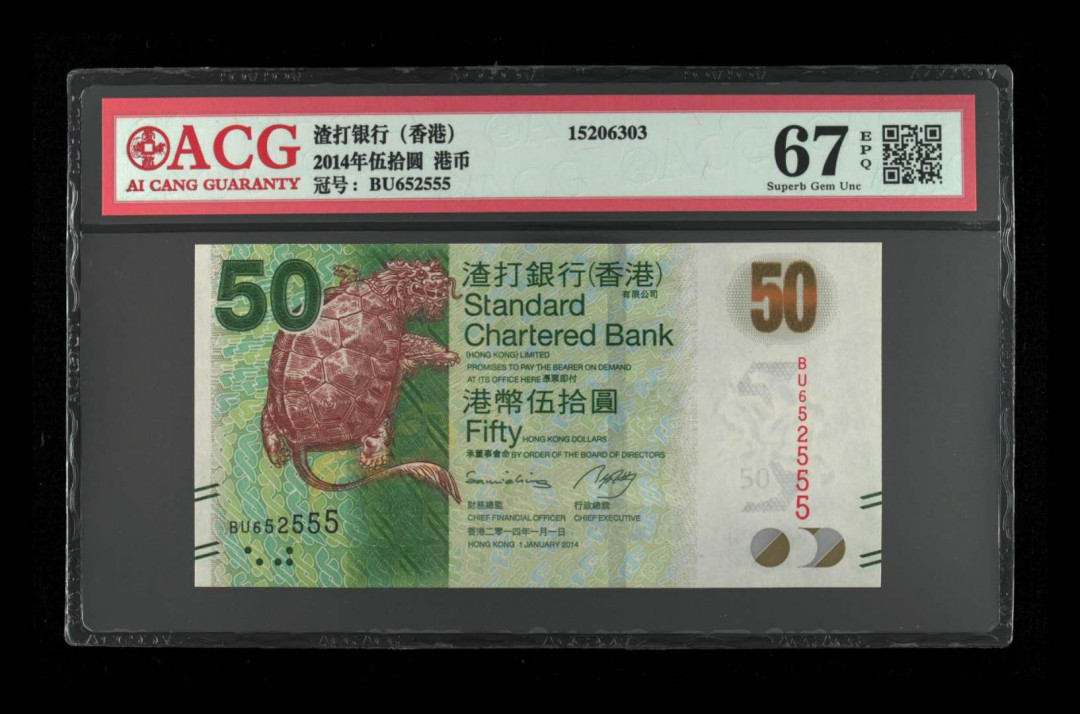 ACG
AI CANG GUARANTY
渣打银行（香港）
2014年伍拾圆 港币
冠号：BU652555
15206303
67
EPQ
Superb Gem Unc
50
渣打銀行(香港)
有限公司
Standard
Chartered Bank
(HONG KONG) LIMITED
PROMISES TO PAY THE BEARER ON DEMAND
AT ITS OFFICE HERE 憑票即付
港幣伍拾圓
Fifty HONG KONG DOLLARS
承董事會命 BY ORDER OF THE BOARD OF DIRECTORS
財務總監 行政總裁
CHIEF FINANCIAL OFFICER CHIEF EXECUTIVE
香港二零一四年一月一日
HONG KONG 1 JANUARY 2014
BU652555
50
BU652555
50